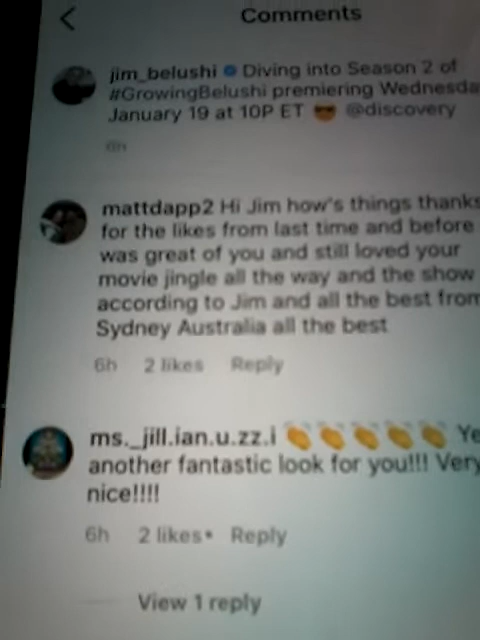 Comments
jim_belushi Diving into Season 2 of
#GrowingBelushi premiering Wednesda
January 19 at 10P ET 😎 @discovery
6h
mattdapp2 Hi Jim how's things thanks
for the likes from last time and before
was great of you and still loved your
movie jingle all the way and the show
according to Jim and all the best from
Sydney Australia all the best
6h 2 likes Reply
ms._jill.ian.u.zz.i 👏👏👏👏👏 Ye
another fantastic look for you!!! Very
nice!!!!
6h 2 likes• Reply
View 1 reply